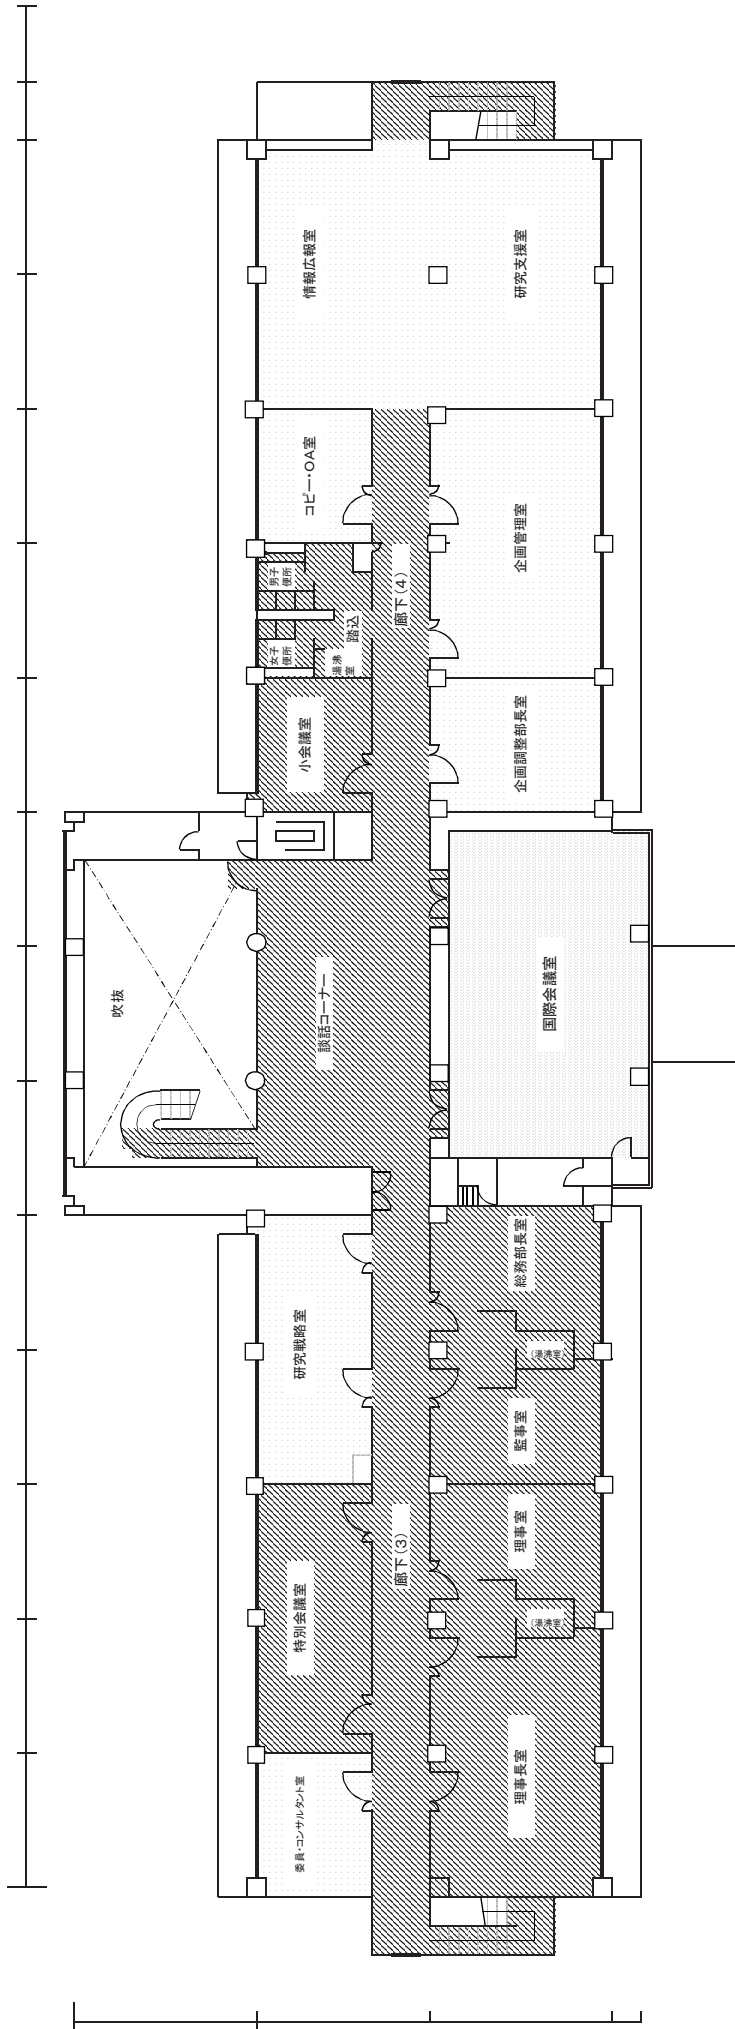 情報広報室
研究支援室
コピー・OA室
企画管理室
男子
便所
廊下(4)
女子
便所
踏込
湯沸
室
小会議室
企画調整部長室
吹抜
談話コーナー
国際会議室
総務部長室
研究戦略室
(湯沸室)
監事室
理事室
廊下(3)
特別会議室
(湯沸室)
理事長室
委員・コンサルタント室